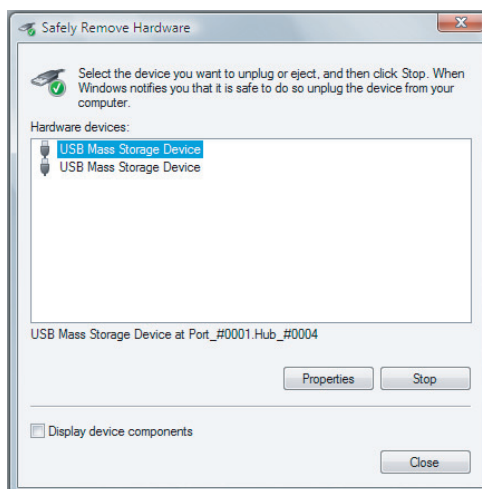 Safely Remove Hardware
Select the device you want to unplug or eject, and then click Stop. When
Windows notifies you that it is safe to do so unplug the device from your
computer.
Hardware devices:
USB Mass Storage Device
USB Mass Storage Device
USB Mass Storage Device at Port_#0001.Hub_#0004
Properties
Stop
Display device components
Close